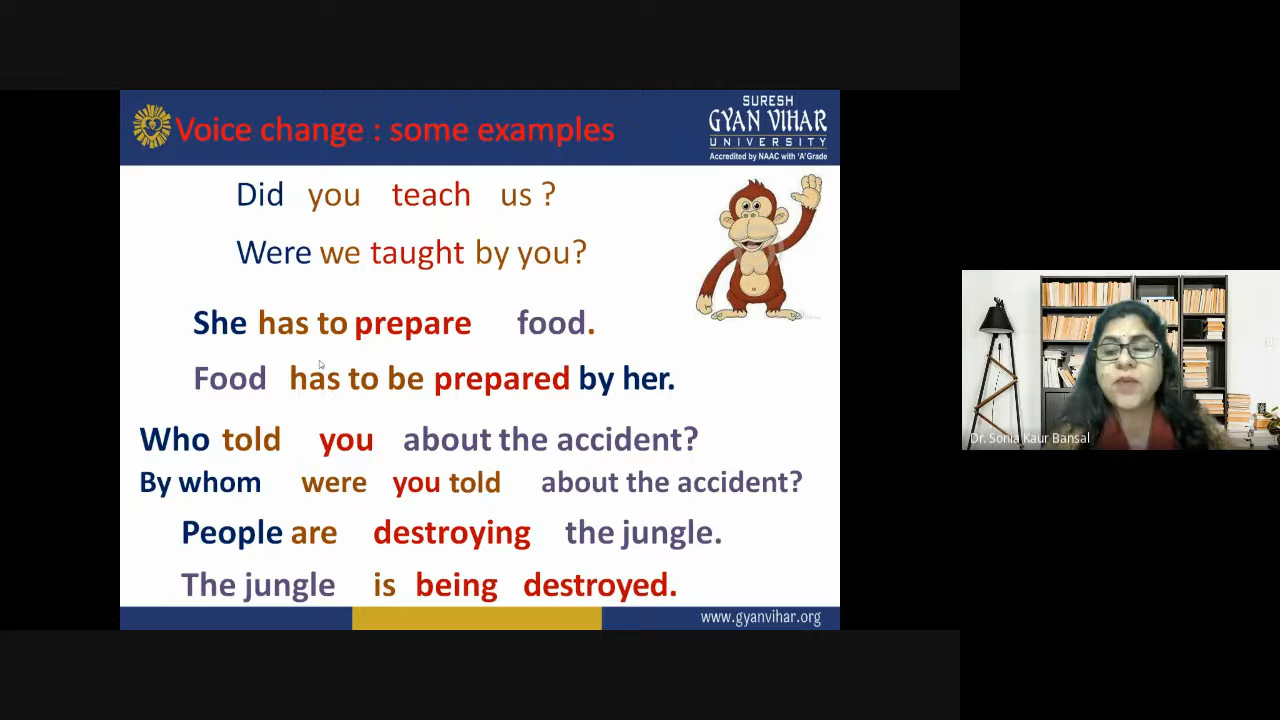 Voice change : some examples
SURESH
GYAN VIHAR
UNIVERSITY
Accredited by NAAC with 'A'Grade
Did you teach us ?
Were we taught by you?
She has to prepare food.
Food has to be prepared by her.
Who told you about the accident?
By whom were you told about the accident?
People are destroying the jungle.
The jungle is being destroyed.
www.gyanvihar.org
Dr. Sonia Kaur Bansal